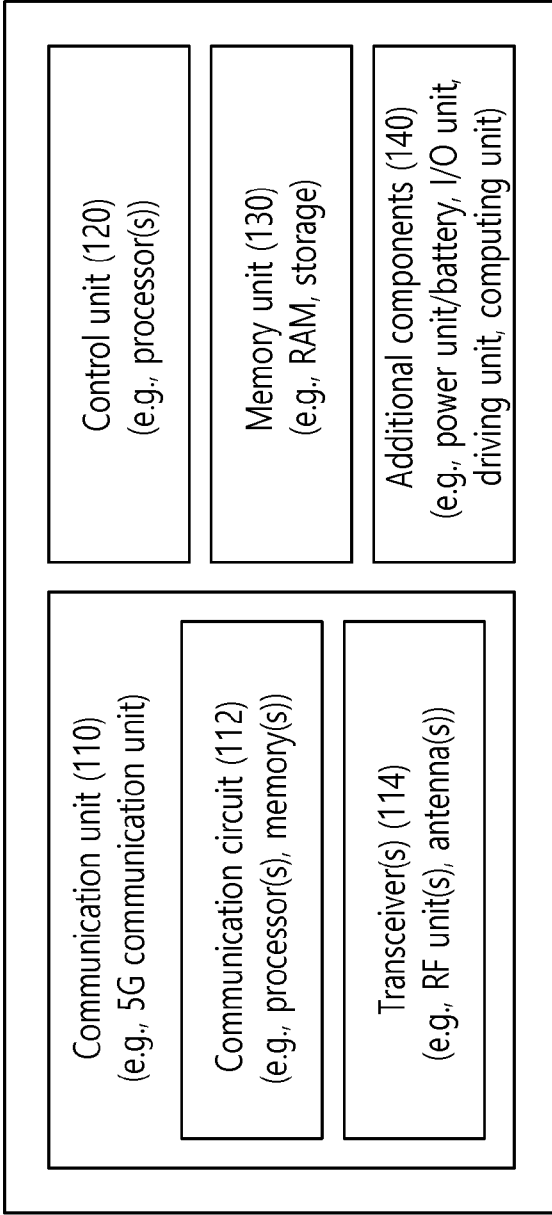 Communication unit (110)
(e.g., 5G communication unit)
Communication circuit (112)
(e.g., processor(s), memory(s))
Transceiver(s) (114)
(e.g., RF unit(s), antenna(s))
Control unit (120)
(e.g., processor(s))
Memory unit (130)
(e.g., RAM, storage)
Additional components (140)
(e.g., power unit/battery, I/O unit,
driving unit, computing unit)